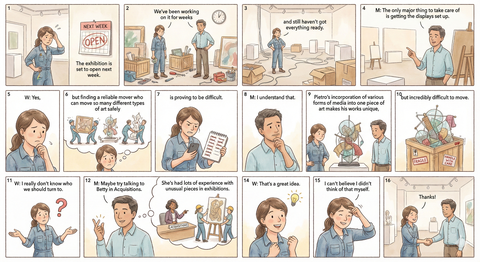 1
NEXT WEEK
OPEN
The exhibition is
set to open next
week.
2
We've been working
on it for weeks
3
and still haven't got
everything ready.
4
M: The only major thing to take care of
is getting the displays set up.
5
W: Yes,
6
but finding a reliable mover who
can move so many different types
of art safely
7
is proving to be difficult.
8
M: I understand that.
9
Pietro's incorporation of various
forms of media into one piece of
art makes his works unique,
10
but incredibly difficult to move.
FRAGILE
11
W: I really don't know who
we should turn to.
?
12
M: Maybe try talking to
Betty in Acquisitions.
She'd had lots of experience with
unusual pieces in exhibitions.
14
W: That's a great idea.
15
I can't believe I didn't
think of that myself.
16
Thanks!